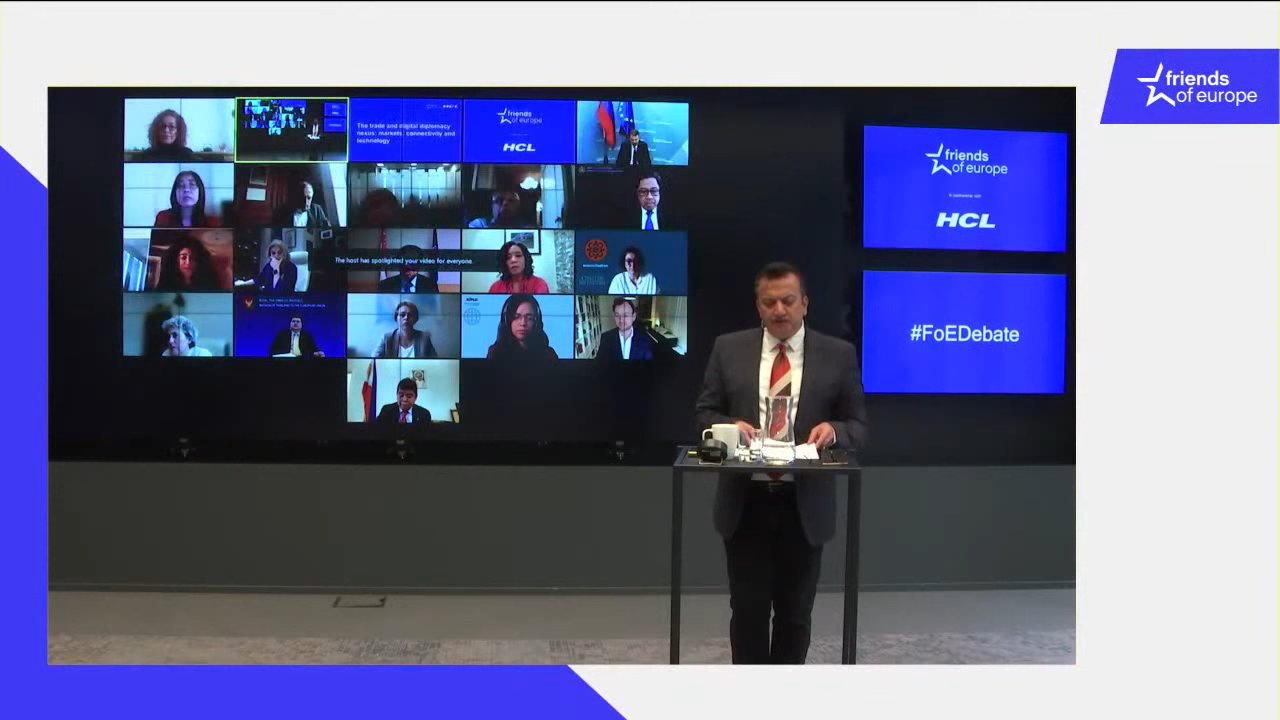 friends
of europe
The trade and digital diplomacy
nexus: markets, connectivity and
technology
friends
of europe
HCL
The host has spotlighted your video for everyone.
friends
of europe
HCL
#FoEDebate